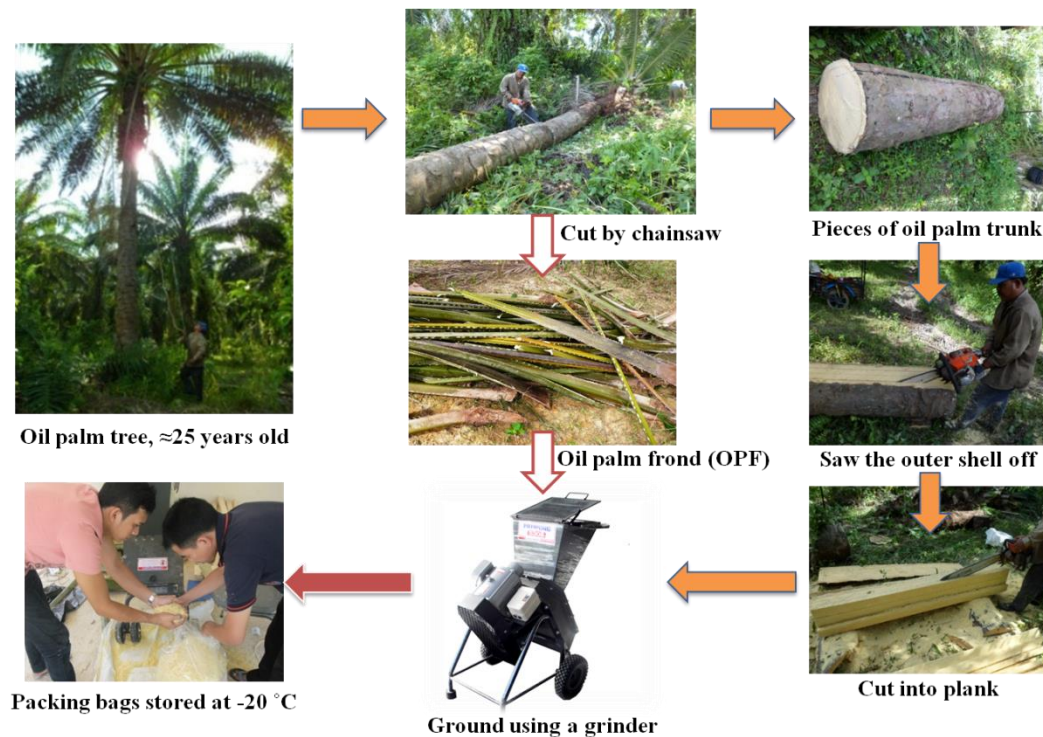 Oil palm tree, ≈25 years old
Cut by chainsaw
Pieces of oil palm trunk
Oil palm frond (OPF)
Saw the outer shell off
Cut into plank
Ground using a grinder
Packing bags stored at -20 °C